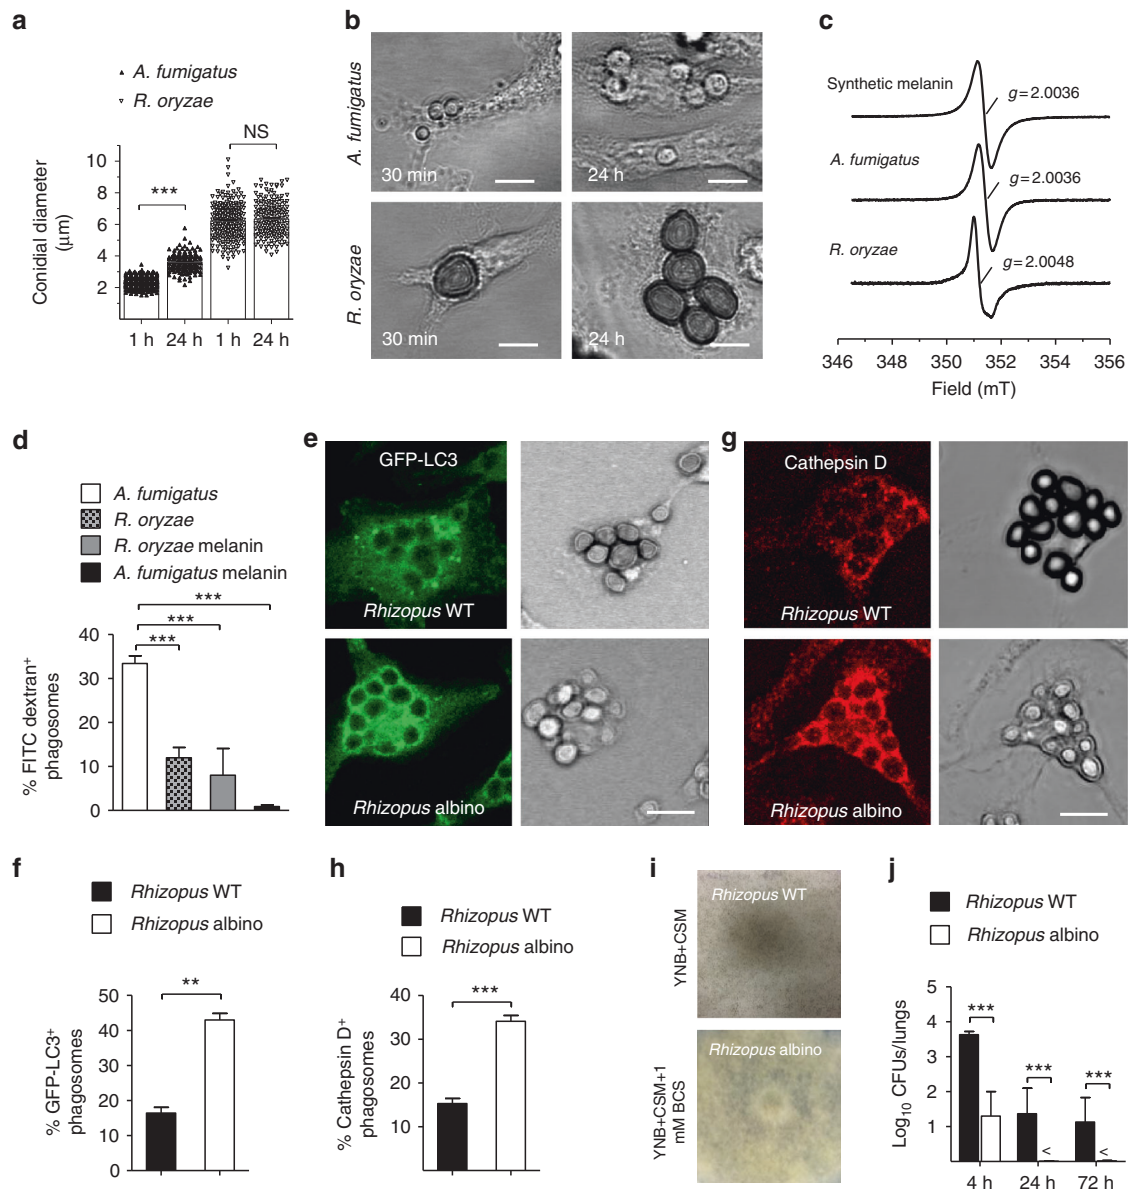 a
A. fumigatus
R. oryzae
Conidial diameter
(μm)
10
8
6
4
2
***
NS
1 h
24 h
1 h
24 h
b
A. fumigatus
R. oryzae
30 min
24 h
30 min
24 h
c
Synthetic melanin
g=2.0036
A. fumigatus
g=2.0036
R. oryzae
g=2.0048
346 348 350 352 354 356
Field (mT)
d
A. fumigatus
R. oryzae
R. oryzae melanin
A. fumigatus melanin
***
***
***
% FITC dextran+
phagosomes
40
30
20
10
0
e
GFP-LC3
Rhizopus WT
Rhizopus albino
g
Cathepsin D
Rhizopus WT
Rhizopus albino
f
Rhizopus WT
Rhizopus albino
**
% GFP-LC3+
phagosomes
50
40
30
20
10
0
h
Rhizopus WT
Rhizopus albino
***
% Cathepsin D+
phagosomes
40
30
20
10
i
YNB+CSM
Rhizopus WT
YNB+CSM+1
mM BCS
Rhizopus albino
j
Rhizopus WT
Rhizopus albino
Log10 CFUs/lungs
5
4
3
2
1
***
***
***
<
<
4 h
24 h
72 h